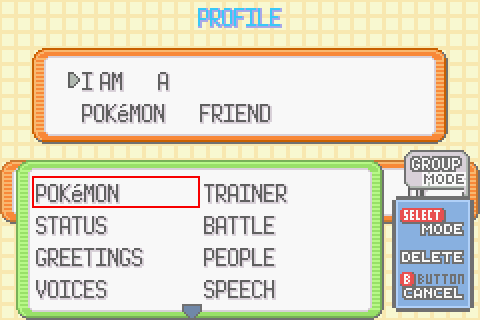 PROFILE
I AM A
POKéMON FRIEND
GROUP
MODE
POKéMON TRAINER
STATUS BATTLE
GREETINGS PEOPLE
VOICES SPEECH
SELECT
MODE
DELETE
B BUTTON
CANCEL